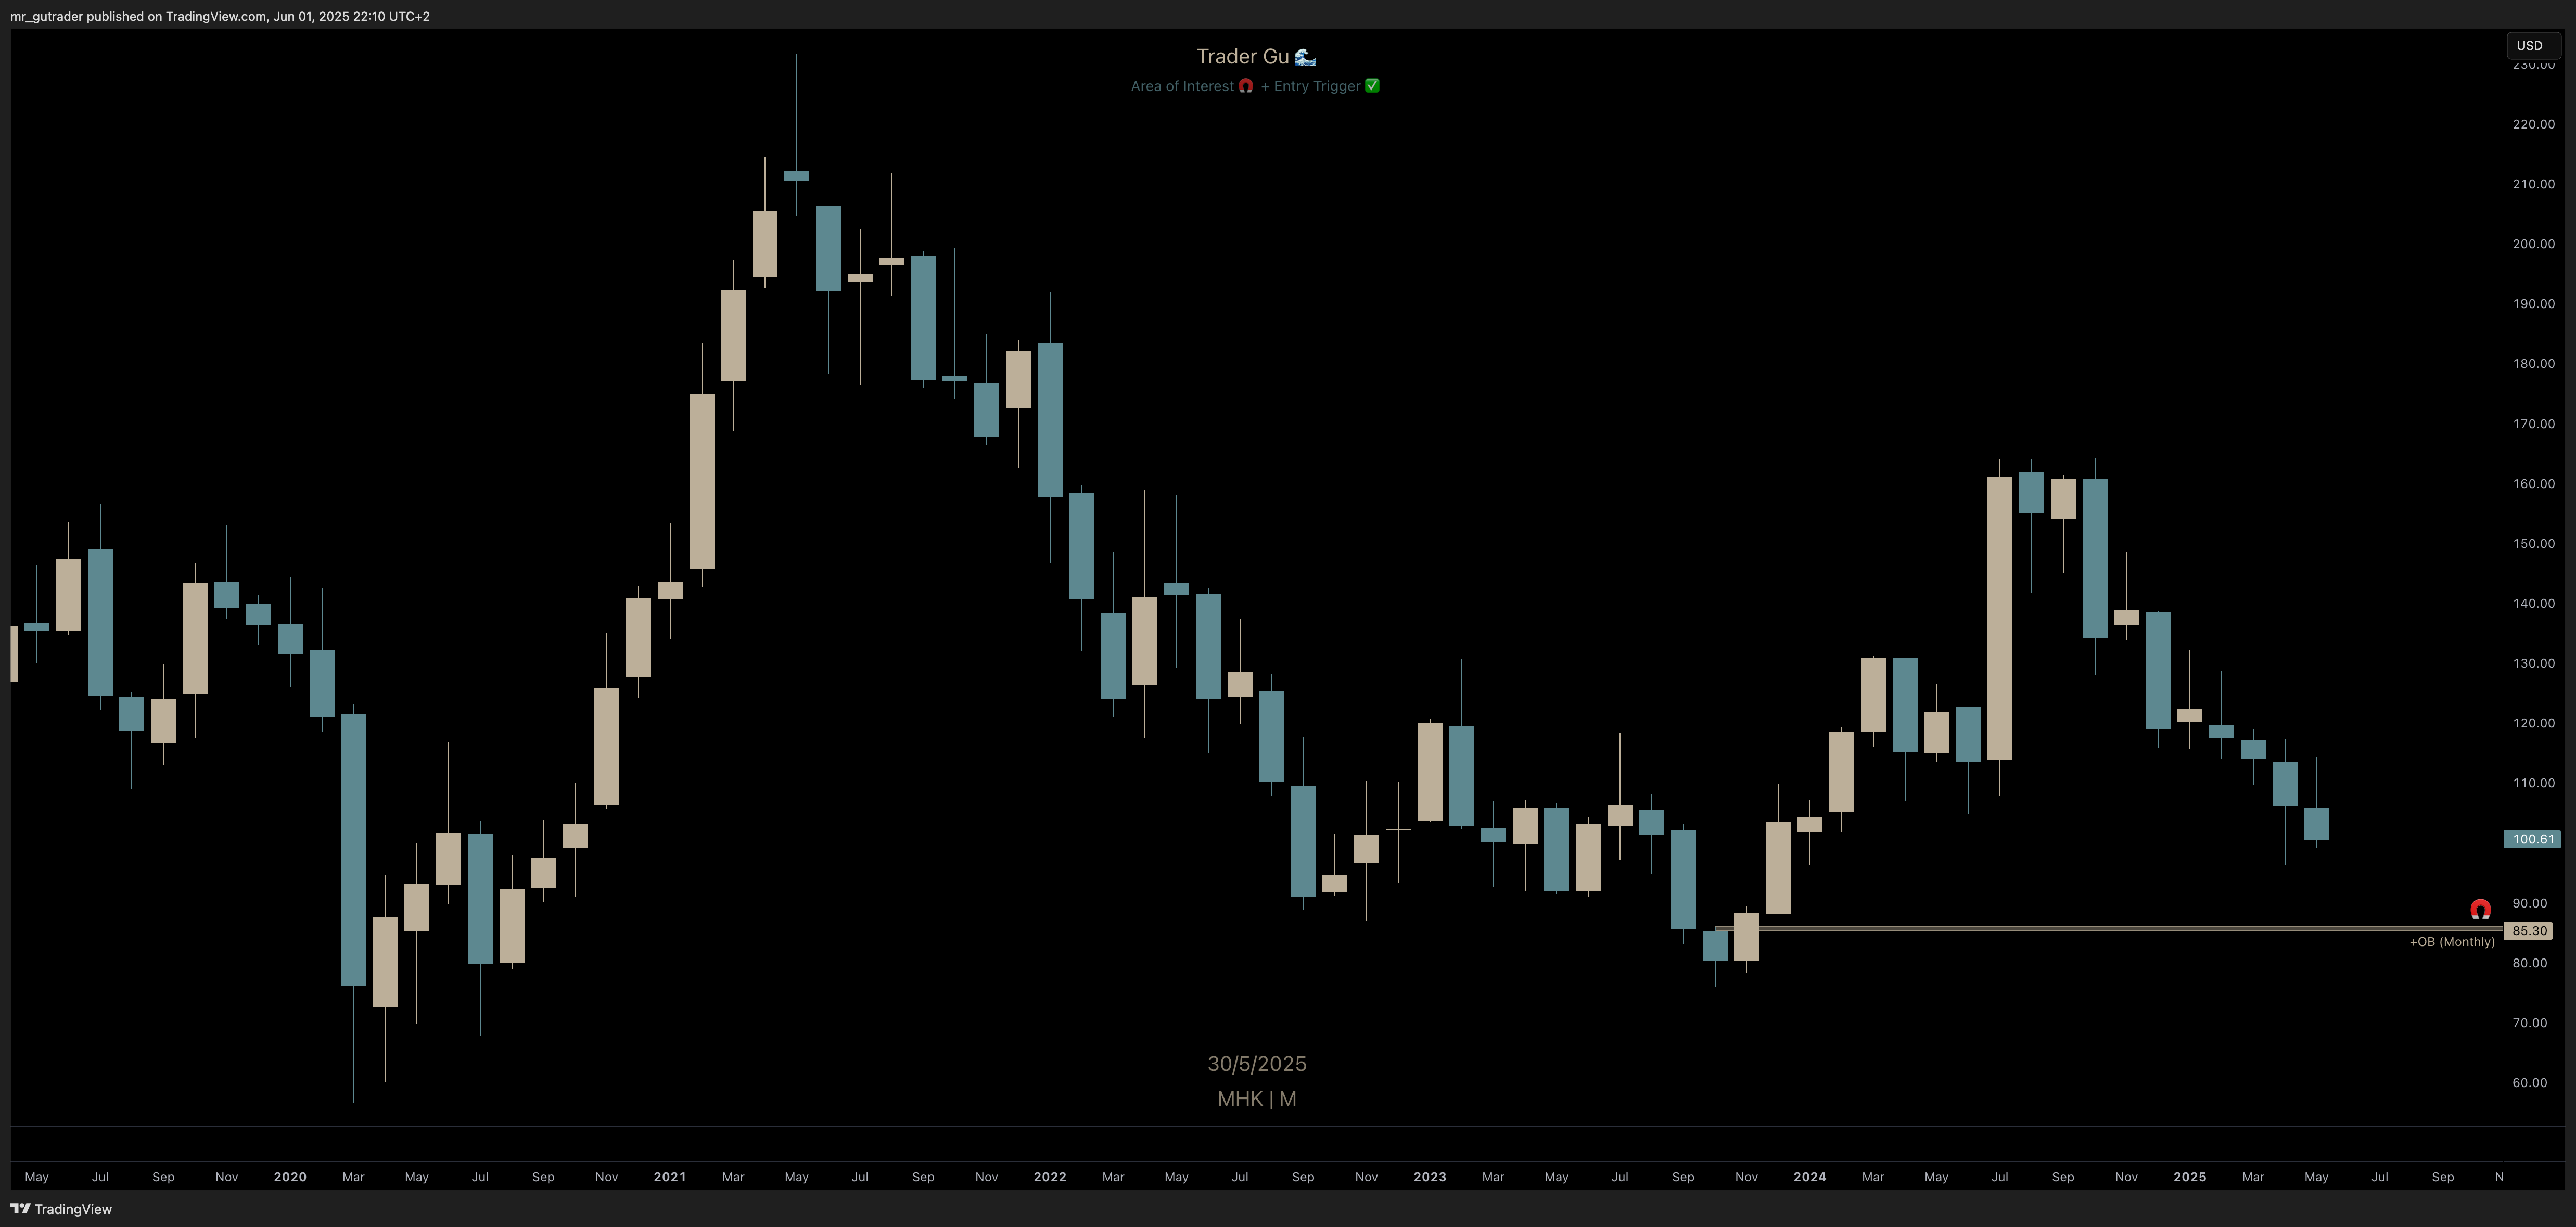 mr_gutrader published on TradingView.com, Jun 01, 2025 22:10 UTC+2
Trader Gu 🌊
Area of Interest 🧲 + Entry Trigger ✅
USD
230.00
220.00
210.00
200.00
190.00
180.00
170.00
160.00
150.00
140.00
130.00
120.00
110.00
100.61
90.00
85.30
+OB (Monthly)
80.00
70.00
60.00
30/5/2025
MHK | M
May Jul Sep Nov 2020 Mar May Jul Sep Nov 2021 Mar May Jul Sep Nov 2022 Mar May Jul Sep Nov 2023 Mar May Jul Sep Nov 2024 Mar May Jul Sep Nov 2025 Mar May Jul Sep N
TradingView